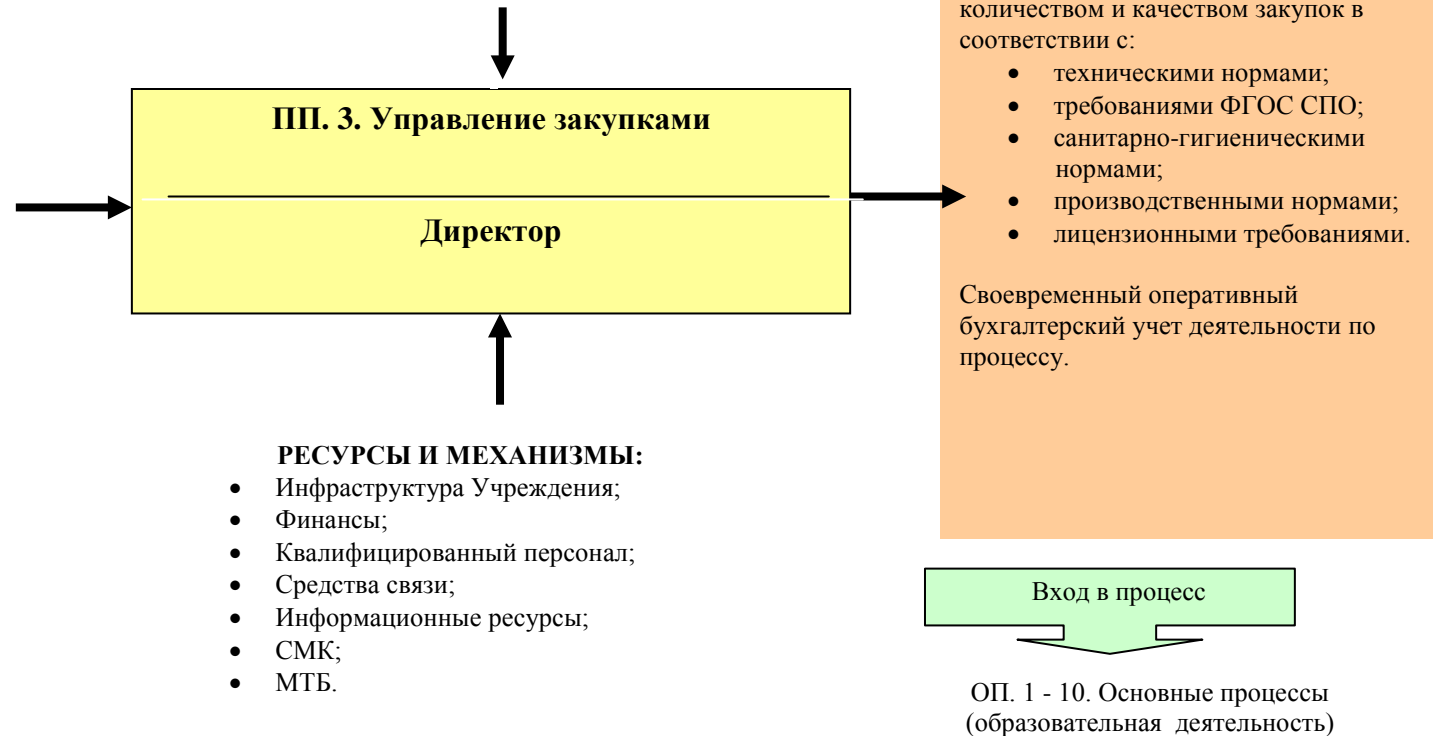 количеством и качеством закупок в
соответствии с:
• техническими нормами;
• требованиями ФГОС СПО;
• санитарно-гигиеническими
нормами;
• производственными нормами;
• лицензионными требованиями.
Своевременный оперативный
бухгалтерский учет деятельности по
процессу.
ПП. 3. Управление закупками
Директор
РЕСУРСЫ И МЕХАНИЗМЫ:
• Инфраструктура Учреждения;
• Финансы;
• Квалифицированный персонал;
• Средства связи;
• Информационные ресурсы;
• СМК;
• МТБ.
Вход в процесс
ОП. 1 - 10. Основные процессы
(образовательная деятельность)